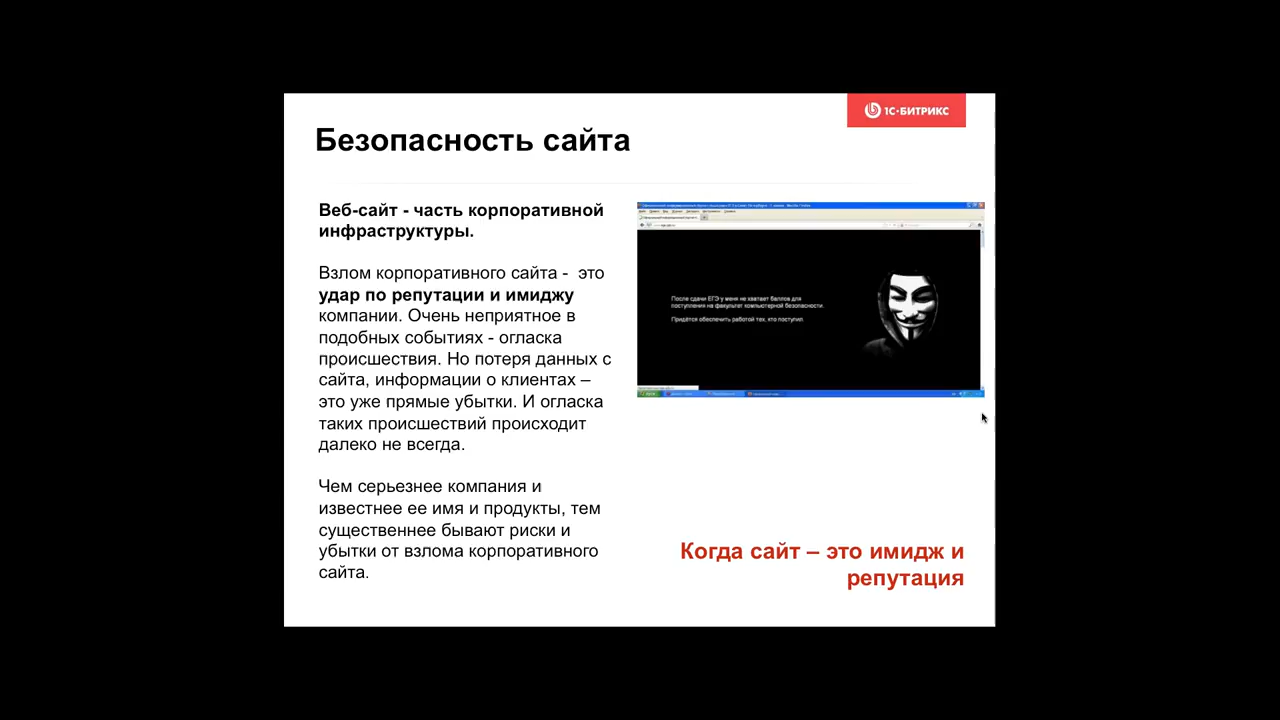 1С-БИТРИКС
Безопасность сайта
Веб-сайт - часть корпоративной
инфраструктуры.
Взлом корпоративного сайта - это
удар по репутации и имиджу
компании. Очень неприятное в
подобных событиях - огласка
происшествия. Но потеря данных с
сайта, информации о клиентах –
это уже прямые убытки. И огласка
таких происшествий происходит
далеко не всегда.
Чем серьезнее компания и
известнее ее имя и продукты, тем
существеннее бывают риски и
убытки от взлома корпоративного
сайта.
После сдачи ЕГЭ у меня не хватает баллов для
поступления на факультет компьютерной безопасности.
Придётся обеспечить работой тех, кто поступил.
Когда сайт – это имидж и
репутация